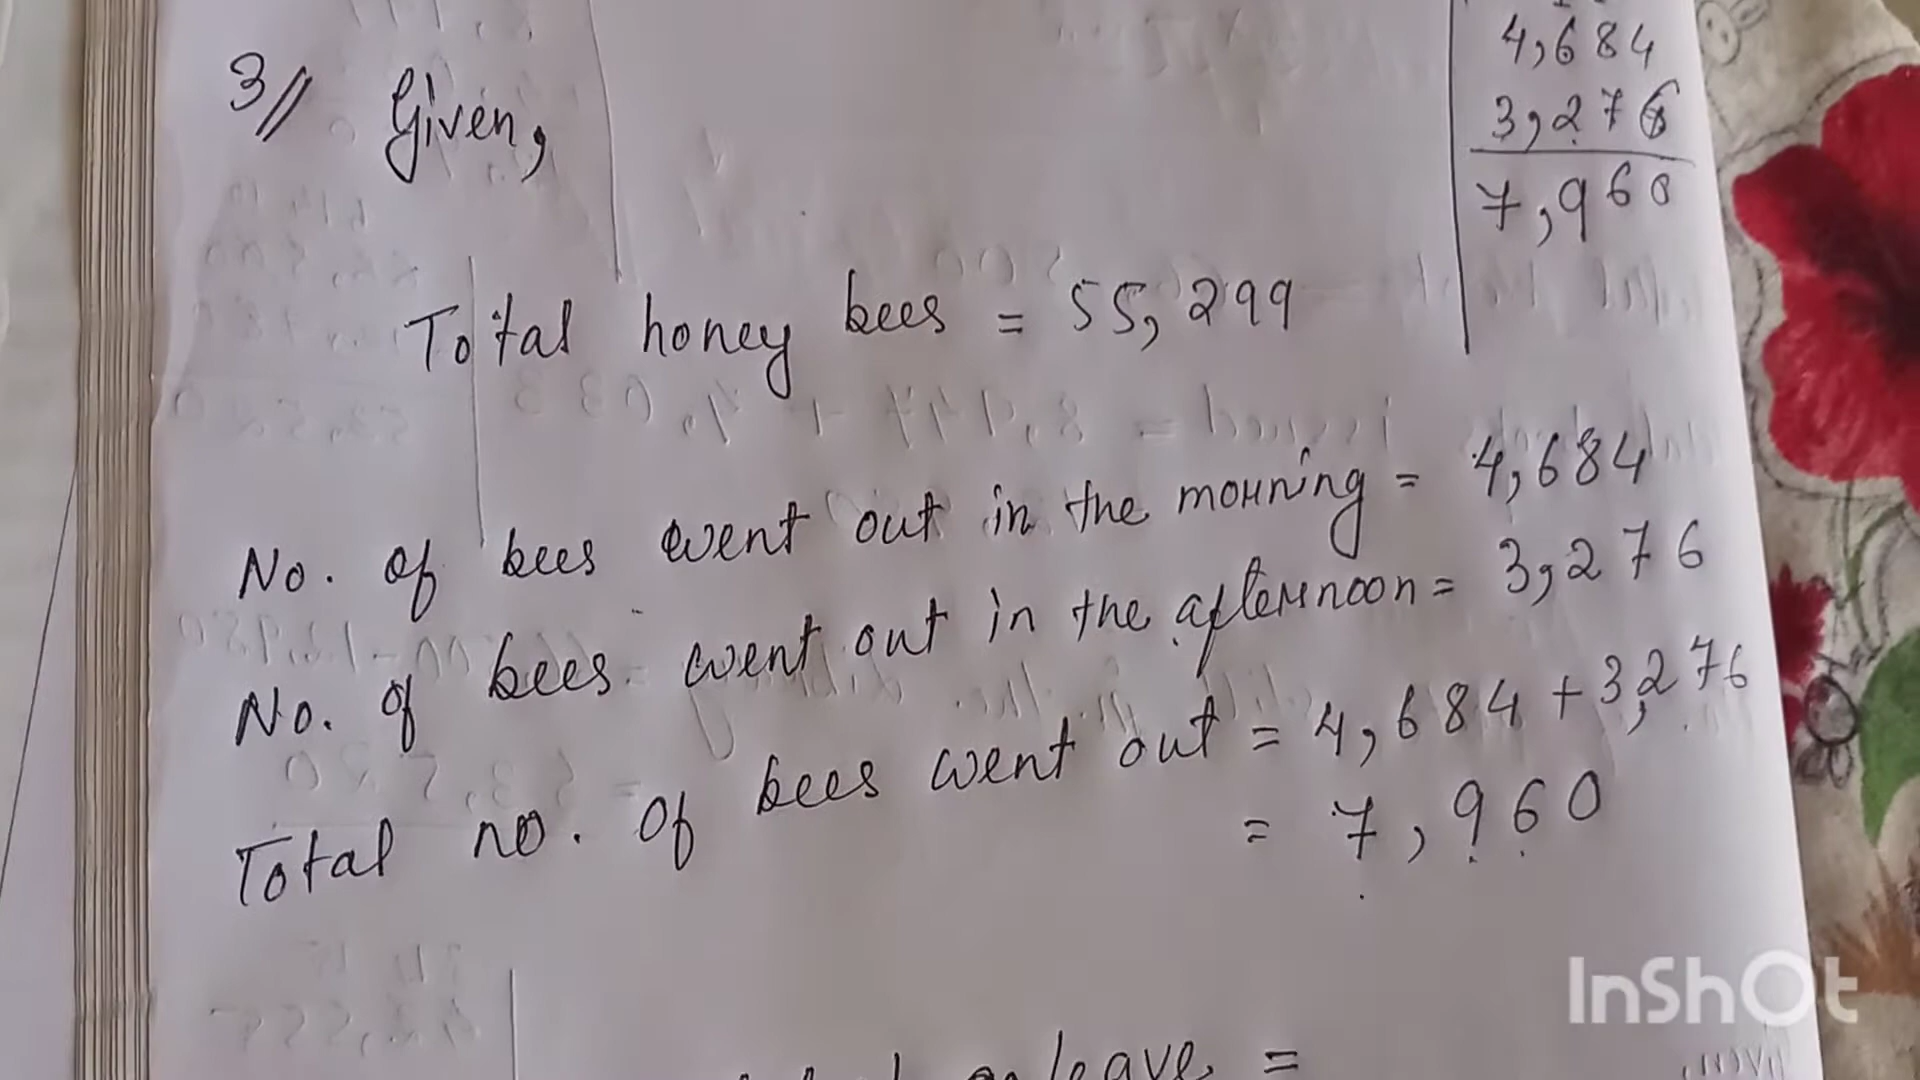 3// Given,
4,684
3,276
7,960
Total honey bees = 55,299
No. of bees went out in the morning = 4,684
No. of bees went out in the afternoon = 3,276
Total no. of bees went out = 4,684 + 3,276
= 7,960
leave =
InShOt